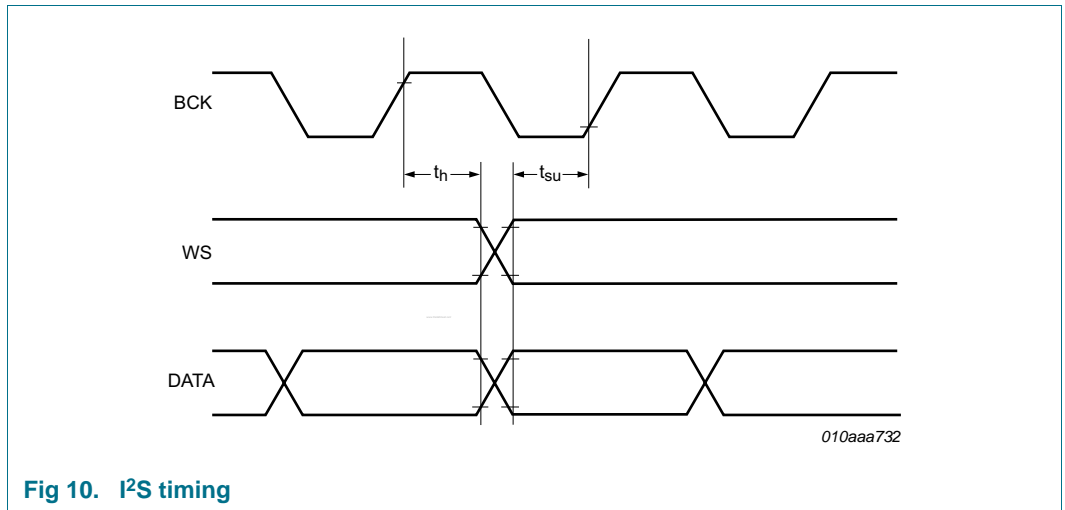 BCK
th
tsu
WS
DATA
010aaa732
Fig 10. I²S timing